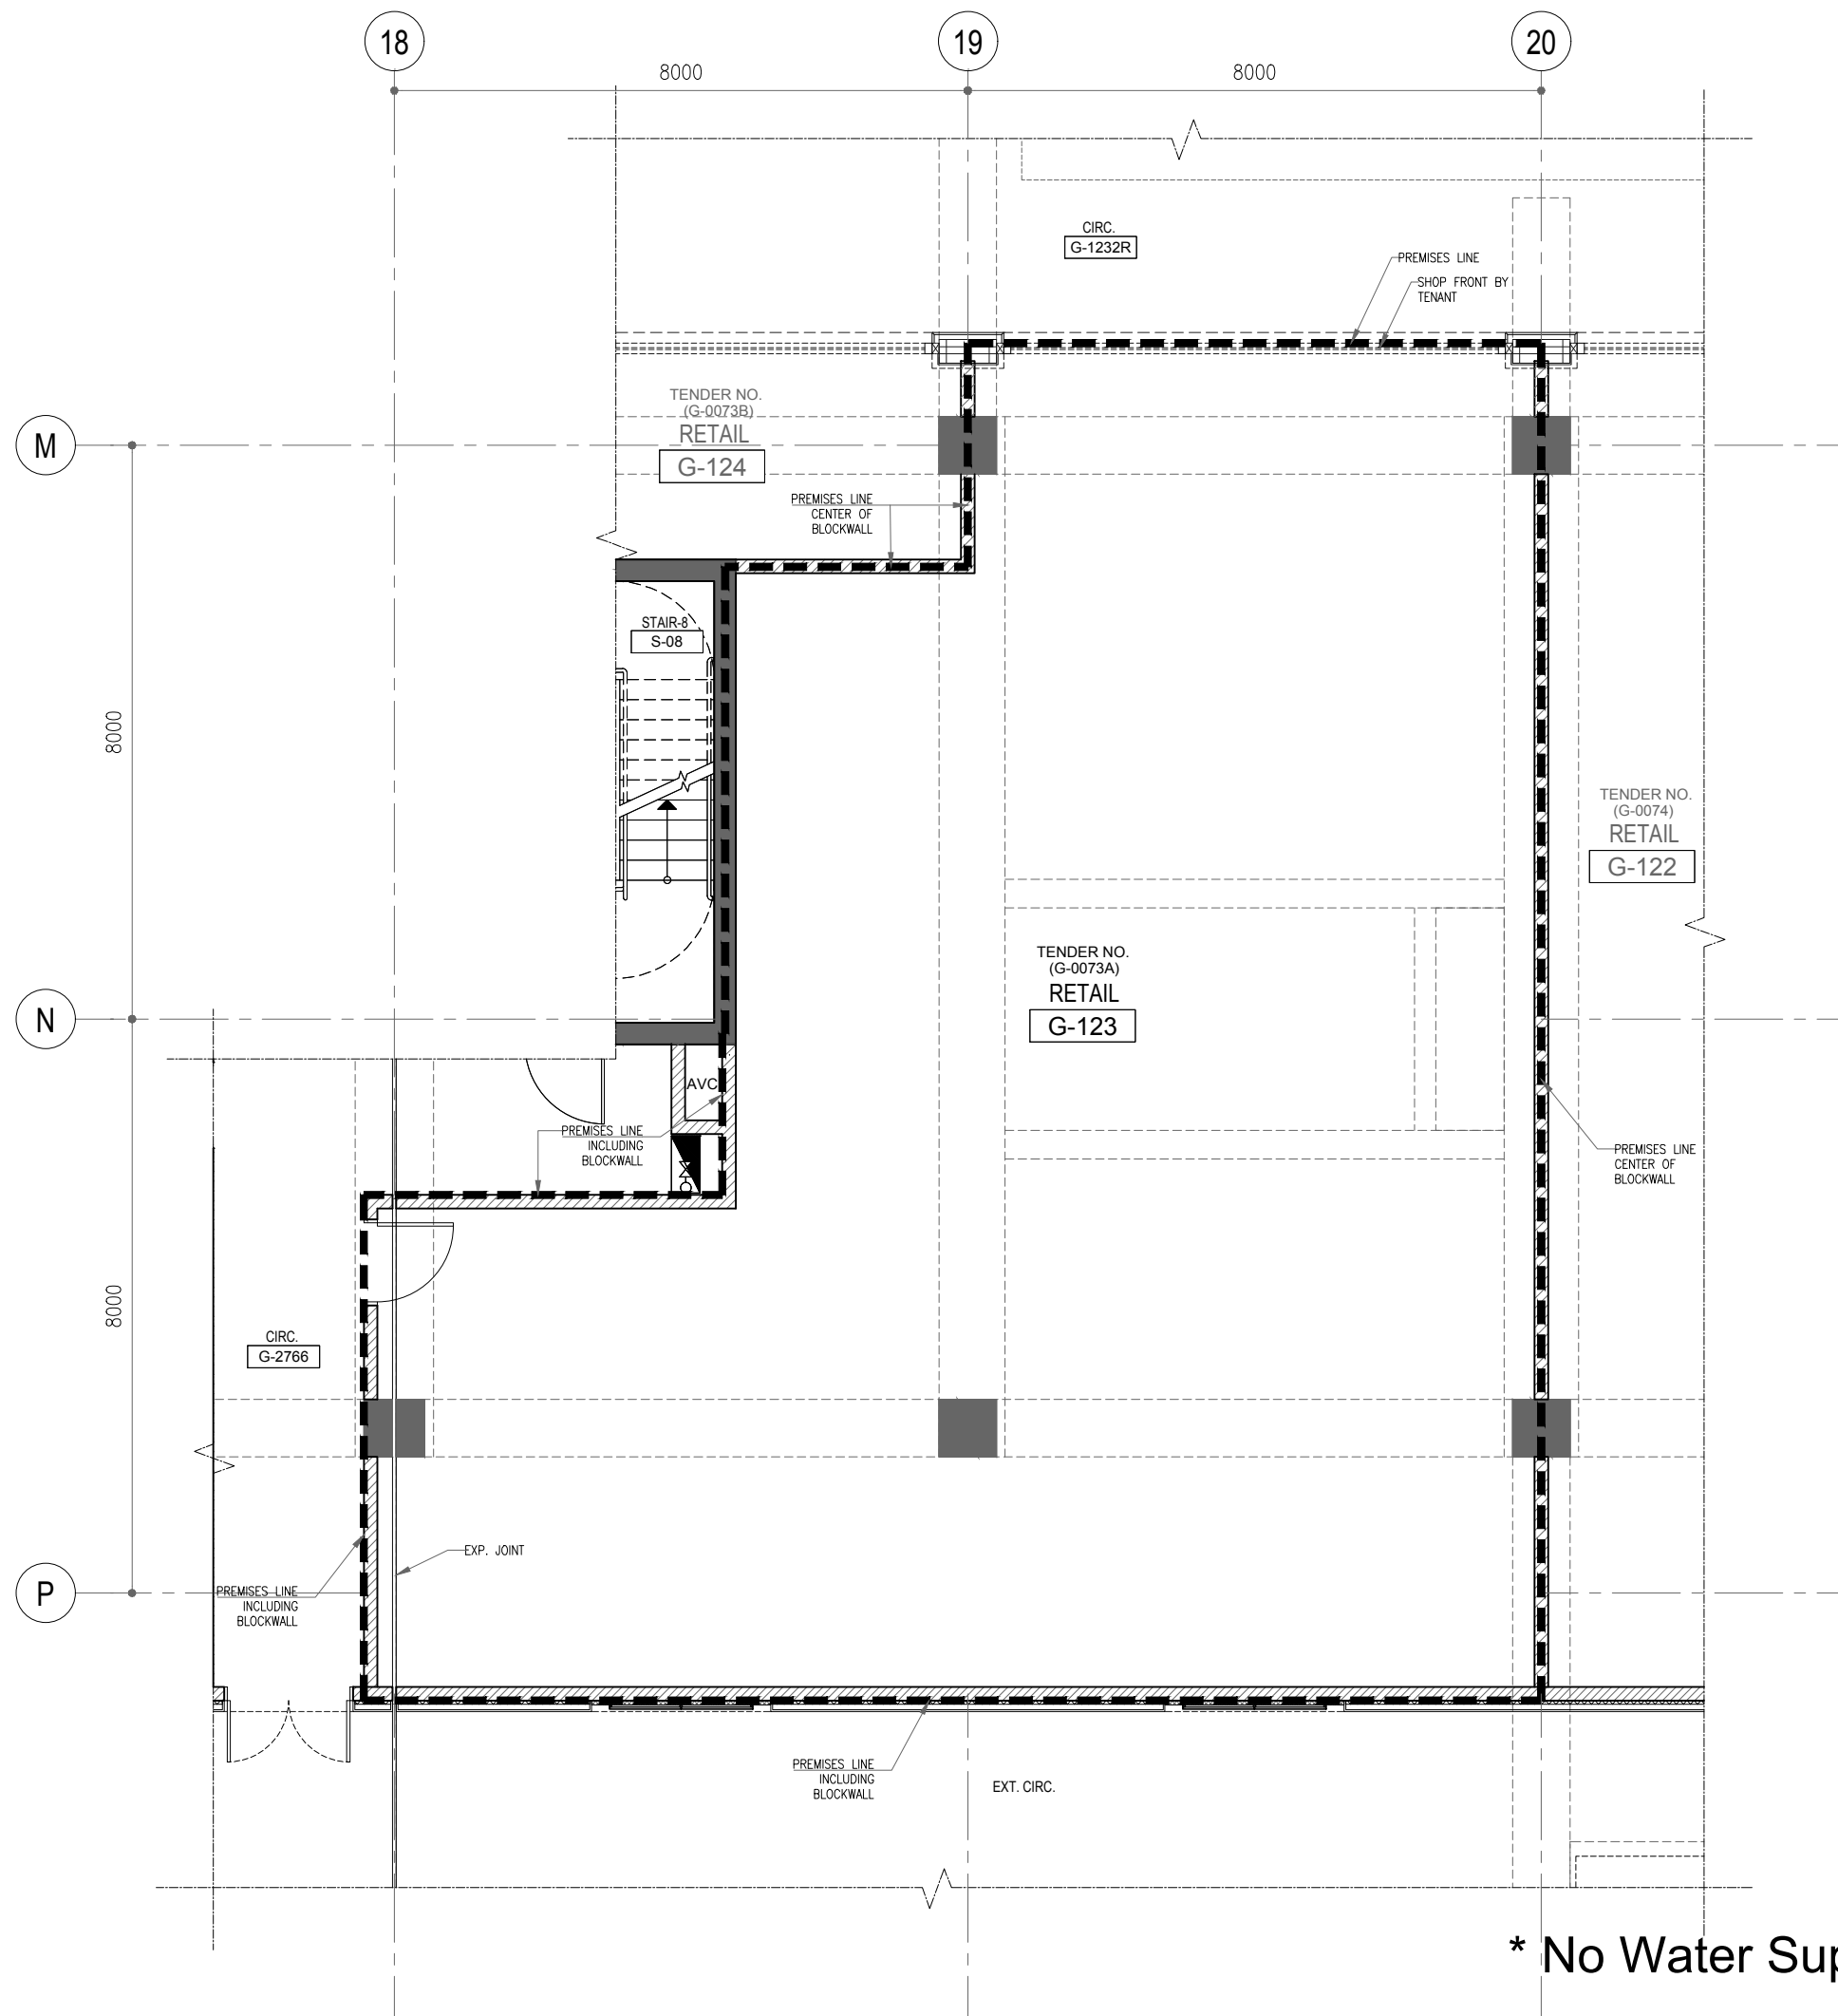 18
19
20
8000
8000
CIRC.
G-1232R
PREMISES LINE
SHOP FRONT BY
TENANT
TENDER NO.
(G-0073B)
RETAIL
G-124
M
PREMISES LINE
CENTER OF
BLOCKWALL
STAIR-8
S-08
8000
TENDER NO.
(G-0074)
RETAIL
G-122
TENDER NO.
(G-0073A)
RETAIL
G-123
N
AVC
PREMISES LINE
INCLUDING
BLOCKWALL
PREMISES LINE
CENTER OF
BLOCKWALL
8000
CIRC.
G-2766
EXP. JOINT
P
PREMISES LINE
INCLUDING
BLOCKWALL
PREMISES LINE
INCLUDING
BLOCKWALL
EXT. CIRC.
* No Water Sup